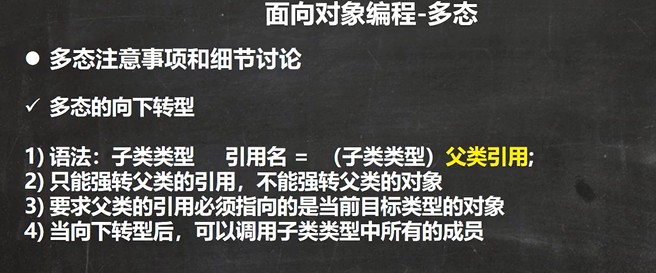 面向对象编程-多态
● 多态注意事项和细节讨论
✓ 多态的向下转型
1) 语法：子类类型 引用名 = （子类类型）父类引用;
2) 只能强转父类的引用，不能强转父类的对象
3) 要求父类的引用必须指向的是当前目标类型的对象
4) 当向下转型后，可以调用子类类型中所有的成员